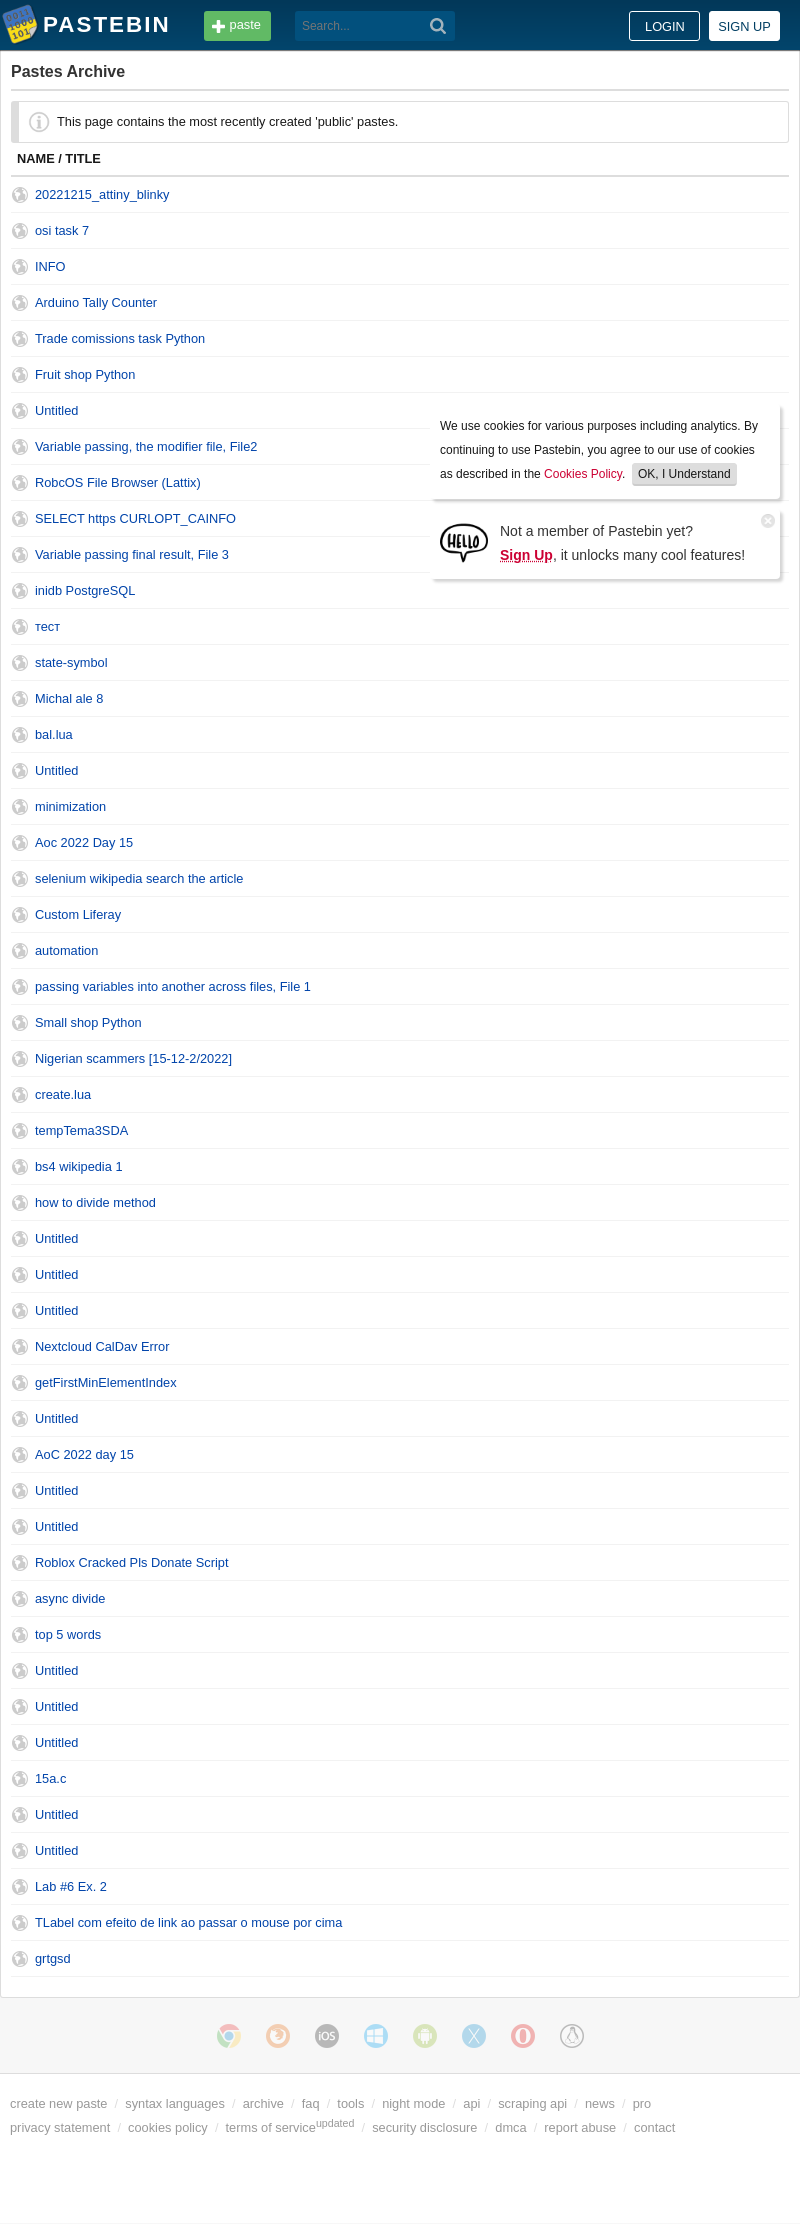 PASTEBIN paste Search... LOGIN SIGN UP
Pastes Archive
This page contains the most recently created 'public' pastes.
NAME / TITLE
20221215_attiny_blinky
osi task 7
INFO
Arduino Tally Counter
Trade comissions task Python
Fruit shop Python
Untitled
Variable passing, the modifier file, File2
RobcOS File Browser (Lattix)
SELECT https CURLOPT_CAINFO
Variable passing final result, File 3
inidb PostgreSQL
We use cookies for various purposes including analytics. By
continuing to use Pastebin, you agree to our use of cookies
as described in the Cookies Policy. OK, I Understand
HELLO
Not a member of Pastebin yet?
Sign Up, it unlocks many cool features!
тест
state-symbol
Michal ale 8
bal.lua
Untitled
minimization
Aoc 2022 Day 15
selenium wikipedia search the article
Custom Liferay
automation
passing variables into another across files, File 1
Small shop Python
Nigerian scammers [15-12-2/2022]
create.lua
tempTema3SDA
bs4 wikipedia 1
how to divide method
Untitled
Untitled
Untitled
Nextcloud CalDav Error
getFirstMinElementIndex
Untitled
AoC 2022 day 15
Untitled
Untitled
Roblox Cracked Pls Donate Script
async divide
top 5 words
Untitled
Untitled
Untitled
15a.c
Untitled
Untitled
Lab #6 Ex. 2
TLabel com efeito de link ao passar o mouse por cima
grtgsd
iOS
create new paste / syntax languages / archive / faq / tools / night mode / api / scraping api / news / pro
privacy statement / cookies policy / terms of service updated / security disclosure / dmca / report abuse / contact